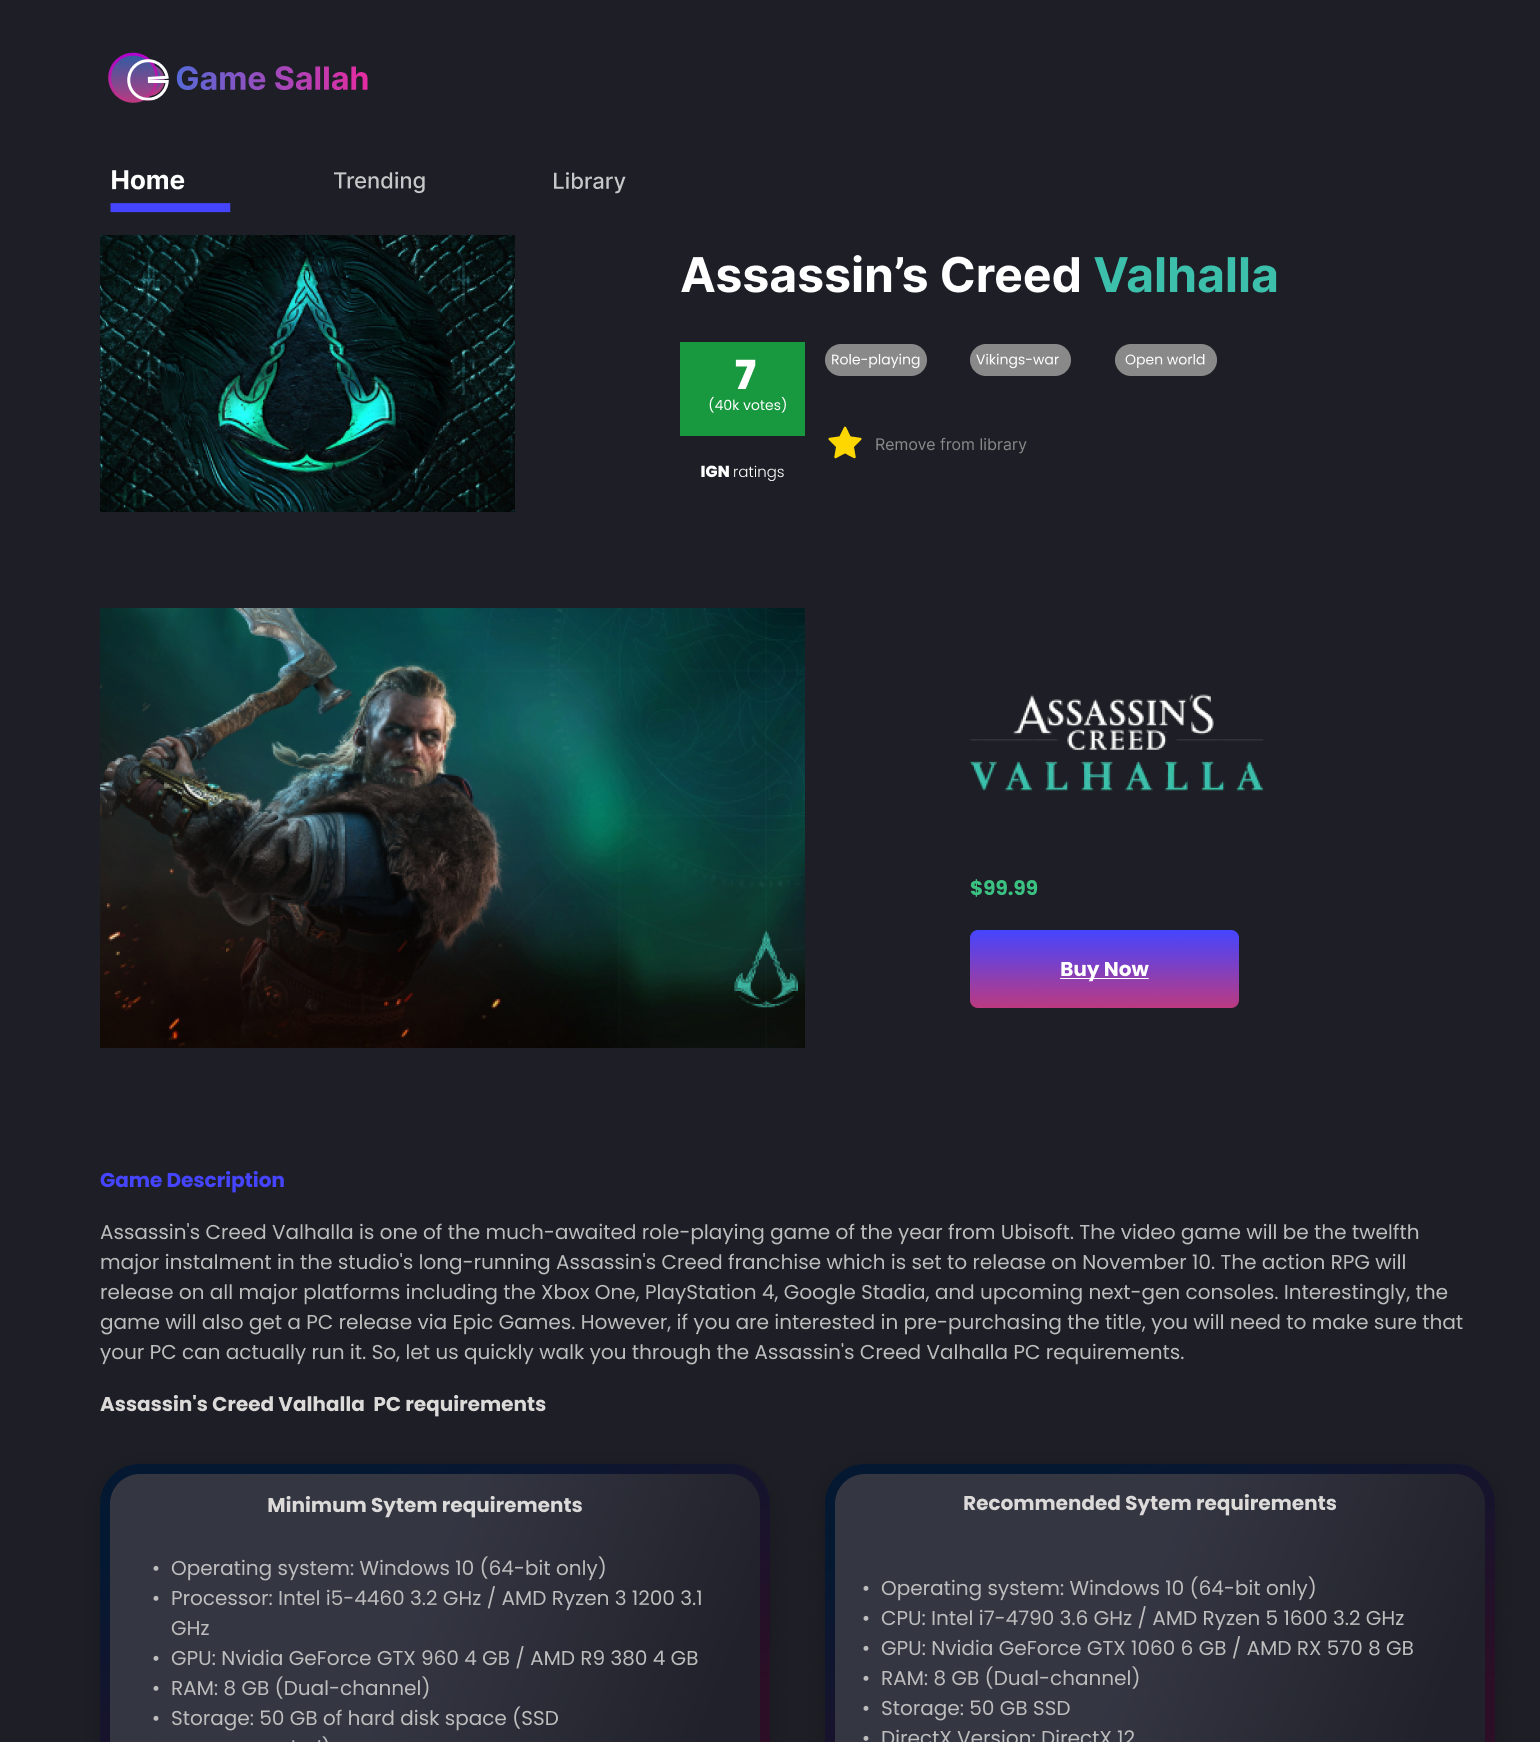 Game Sallah
Home
Trending
Library
Assassin’s Creed Valhalla
7
(40k votes)
Role-playing
Vikings-war
Open world
Remove from library
IGN ratings
ASSASSIN'S
CREED
VALHALLA
$99.99
Buy Now
Game Description
Assassin's Creed Valhalla is one of the much-awaited role-playing game of the year from Ubisoft. The video game will be the twelfth
major instalment in the studio's long-running Assassin's Creed franchise which is set to release on November 10. The action RPG will
release on all major platforms including the Xbox One, PlayStation 4, Google Stadia, and upcoming next-gen consoles. Interestingly, the
game will also get a PC release via Epic Games. However, if you are interested in pre-purchasing the title, you will need to make sure that
your PC can actually run it. So, let us quickly walk you through the Assassin's Creed Valhalla PC requirements.
Assassin's Creed Valhalla  PC requirements
Minimum Sytem requirements
• Operating system: Windows 10 (64-bit only)
• Processor: Intel i5-4460 3.2 GHz / AMD Ryzen 3 1200 3.1
GHz
• GPU: Nvidia GeForce GTX 960 4 GB / AMD R9 380 4 GB
• RAM: 8 GB (Dual-channel)
• Storage: 50 GB of hard disk space (SSD
Recommended Sytem requirements
• Operating system: Windows 10 (64-bit only)
• CPU: Intel i7-4790 3.6 GHz / AMD Ryzen 5 1600 3.2 GHz
• GPU: Nvidia GeForce GTX 1060 6 GB / AMD RX 570 8 GB
• RAM: 8 GB (Dual-channel)
• Storage: 50 GB SSD
• DirectX Version: DirectX 12